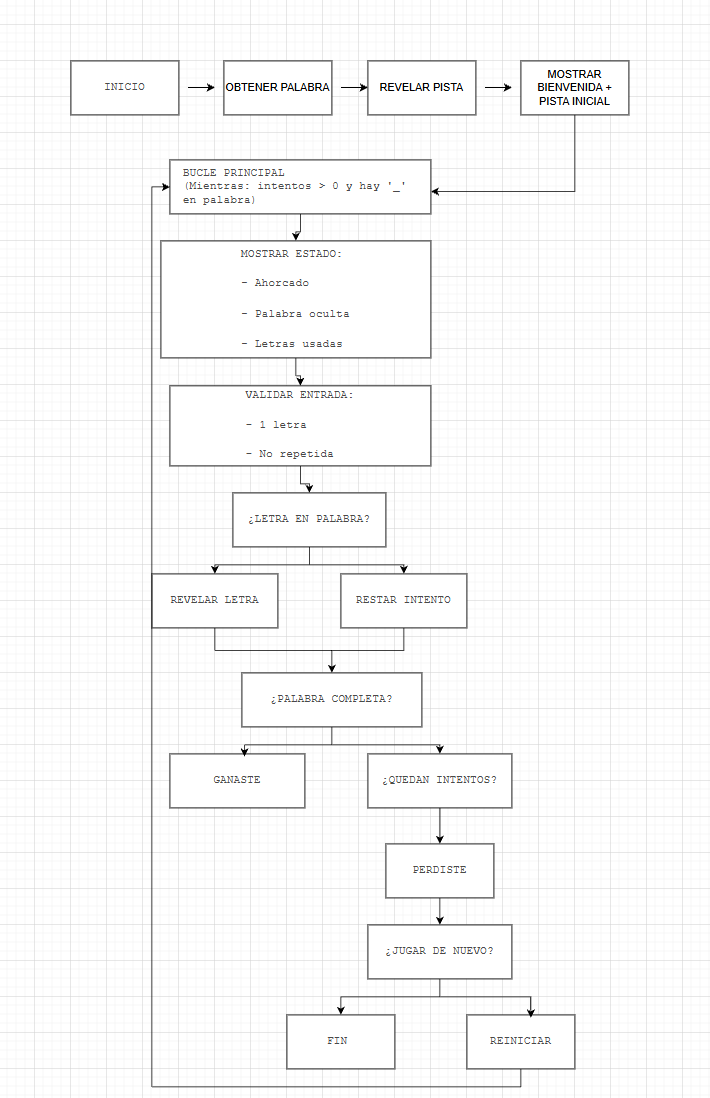 INICIO
OBTENER PALABRA
REVELAR PISTA
MOSTRAR
BIENVENIDA +
PISTA INICIAL
BUCLE PRINCIPAL
(Mientras: intentos > 0 y hay '_'
en palabra)
MOSTRAR ESTADO:
- Ahorcado
- Palabra oculta
- Letras usadas
VALIDAR ENTRADA:
- 1 letra
- No repetida
¿LETRA EN PALABRA?
REVELAR LETRA
RESTAR INTENTO
¿PALABRA COMPLETA?
GANASTE
¿QUEDAN INTENTOS?
PERDISTE
¿JUGAR DE NUEVO?
FIN
REINICIAR